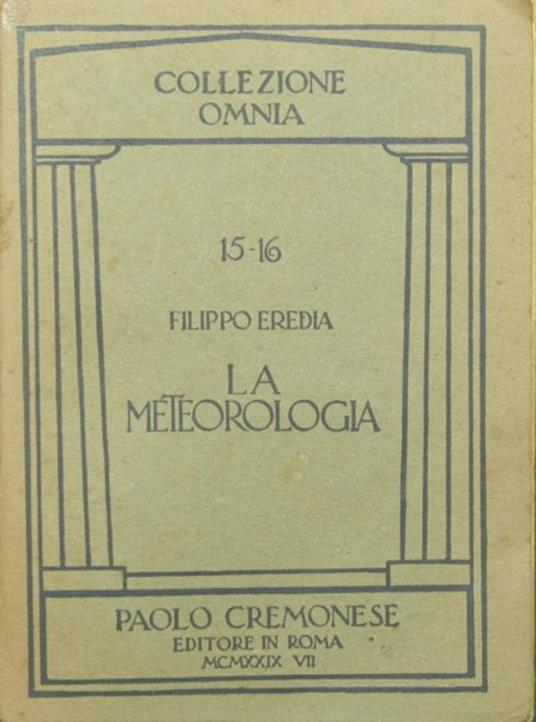 COLLEZIONE
OMNIA
15-16
FILIPPO EREDIA
LA
METEOROLOGIA
PAOLO CREMONESE
EDITORE IN ROMA
MCMXXIX VII